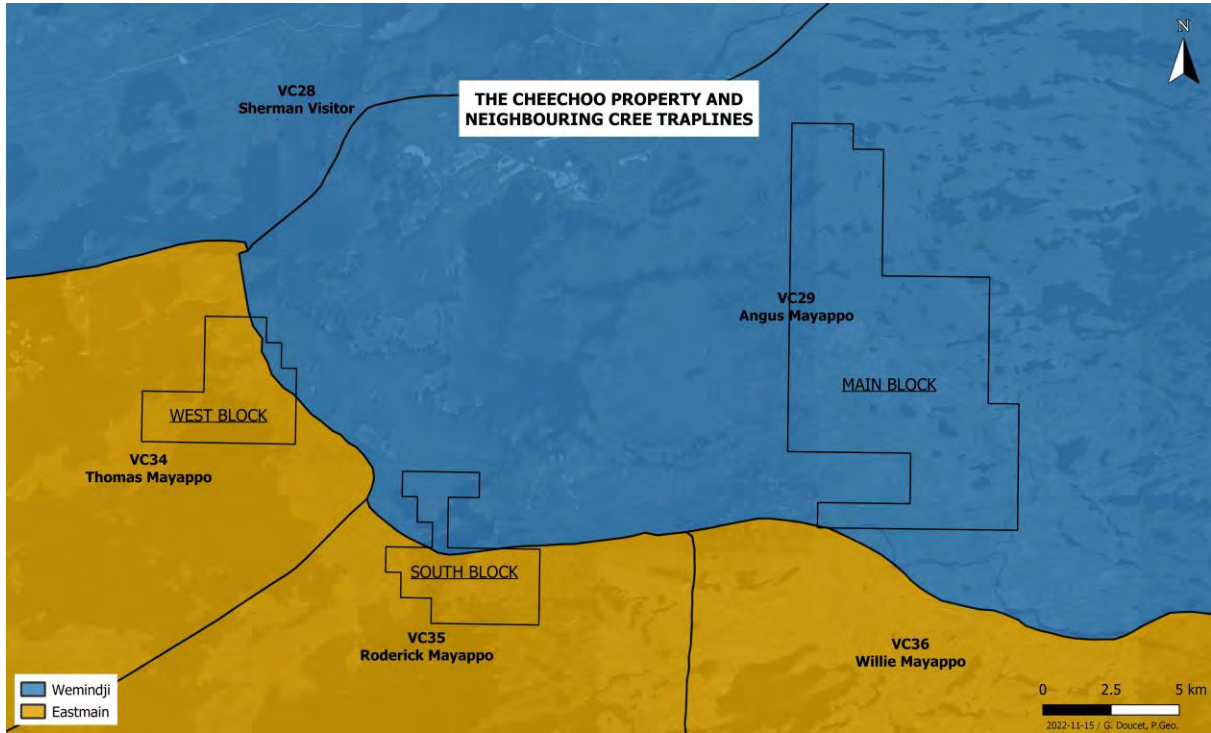 N
VC28
Sherman Visitor
THE CHEECHOO PROPERTY AND
NEIGHBOURING CREE TRAPLINES
VC29
Angus Mayappo
MAIN BLOCK
WEST BLOCK
VC34
Thomas Mayappo
SOUTH BLOCK
VC35
Roderick Mayappo
VC36
Willie Mayappo
Wemindji
Eastmain
0 2.5 5 km
2022-11-15 / G. Doucet, P.Geo.